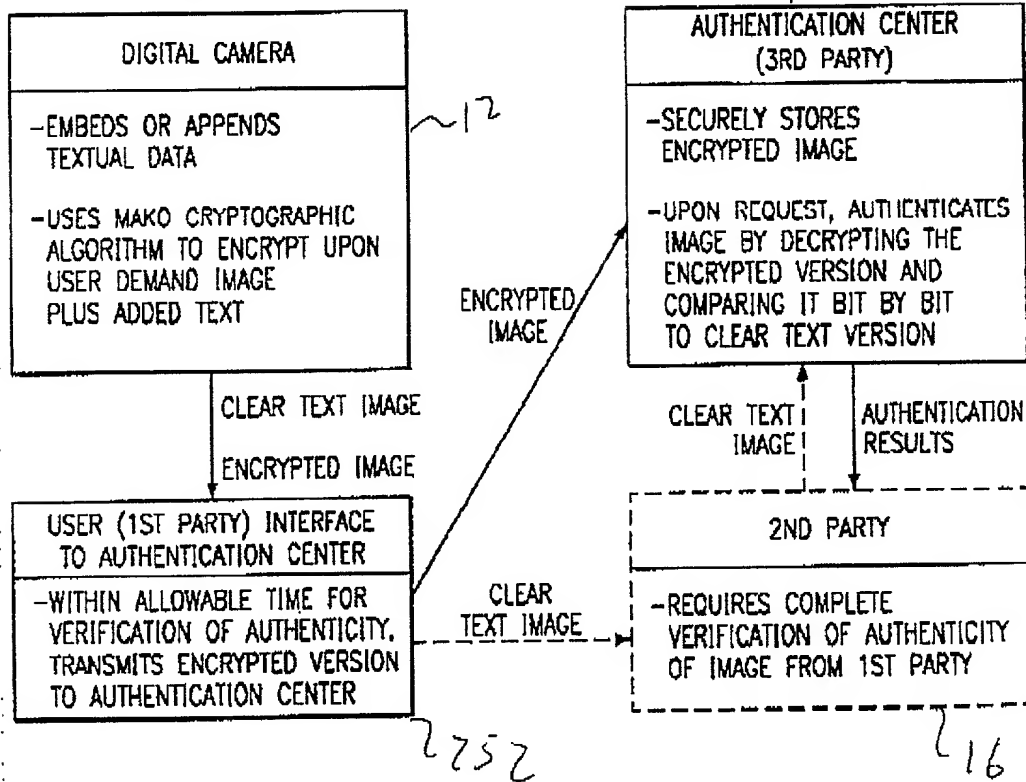 DIGITAL CAMERA
-EMBEDS OR APPENDS
TEXTUAL DATA
-USES MAKO CRYPTOGRAPHIC
ALGORITHM TO ENCRYPT UPON
USER DEMAND IMAGE
PLUS ADDED TEXT
12
AUTHENTICATION CENTER
(3RD PARTY)
-SECURELY STORES
ENCRYPTED IMAGE
-UPON REQUEST, AUTHENTICATES
IMAGE BY DECRYPTING THE
ENCRYPTED VERSION AND
COMPARING IT BIT BY BIT
TO CLEAR TEXT VERSION
ENCRYPTED
IMAGE
CLEAR TEXT IMAGE
ENCRYPTED IMAGE
CLEAR TEXT
IMAGE
AUTHENTICATION
RESULTS
USER (1ST PARTY) INTERFACE
TO AUTHENTICATION CENTER
-WITHIN ALLOWABLE TIME FOR
VERIFICATION OF AUTHENTICITY,
TRANSMITS ENCRYPTED VERSION
TO AUTHENTICATION CENTER
252
CLEAR
TEXT IMAGE
2ND PARTY
-REQUIRES COMPLETE
VERIFICATION OF AUTHENTICITY
OF IMAGE FROM 1ST PARTY
16